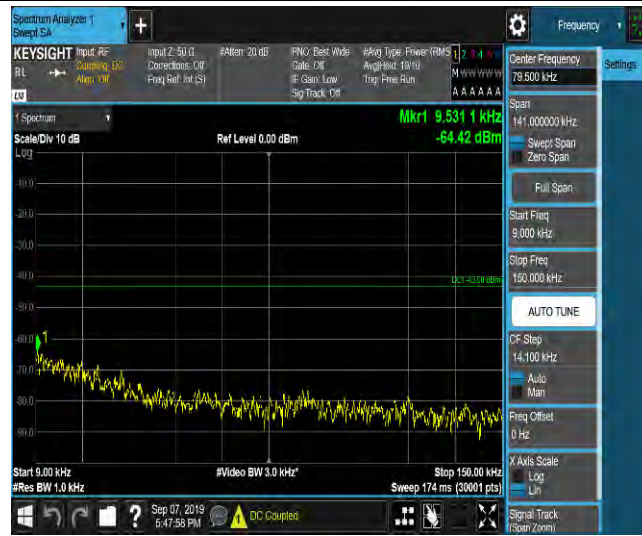 Spectrum Analyzer 1
Swept SA
Frequency
KEYSIGHT
RL
Input: RF
Coupling: DC
Align: Off
Input Z: 50 Ω
Corrections: Off
Freq Ref: Int (S)
#Atten: 20 dB
PNO: Best Wide
Gate: Off
IF Gain: Low
Sig Track: Off
#Avg Type: Power (RMS
Avg|Hold: 10/10
Trig: Free Run
M W W W W W
A A A A A A
Center Frequency
79.500 kHz
Settings
Span
141.000000 kHz
Swept Span
Zero Span
Full Span
Start Freq
9.000 kHz
Stop Freq
150.000 kHz
AUTO TUNE
CF Step
14.100 kHz
Auto
Man
Freq Offset
0 Hz
X Axis Scale
Log
Lin
Signal Track
(Span Zoom)
1 Spectrum
Scale/Div 10 dB
Ref Level 0.00 dBm
Mkr1 9.531 1 kHz
-64.42 dBm
Log
-10.0
-20.0
-30.0
-40.0
DL1 -43.00 dBm
-50.0
-60.0
1
-70.0
-80.0
-90.0
Start 9.00 kHz
#Video BW 3.0 kHz*
Stop 150.00 kHz
#Res BW 1.0 kHz
Sweep 174 ms (30001 pts)
Sep 07, 2019
5:47:58 PM
DC Coupled